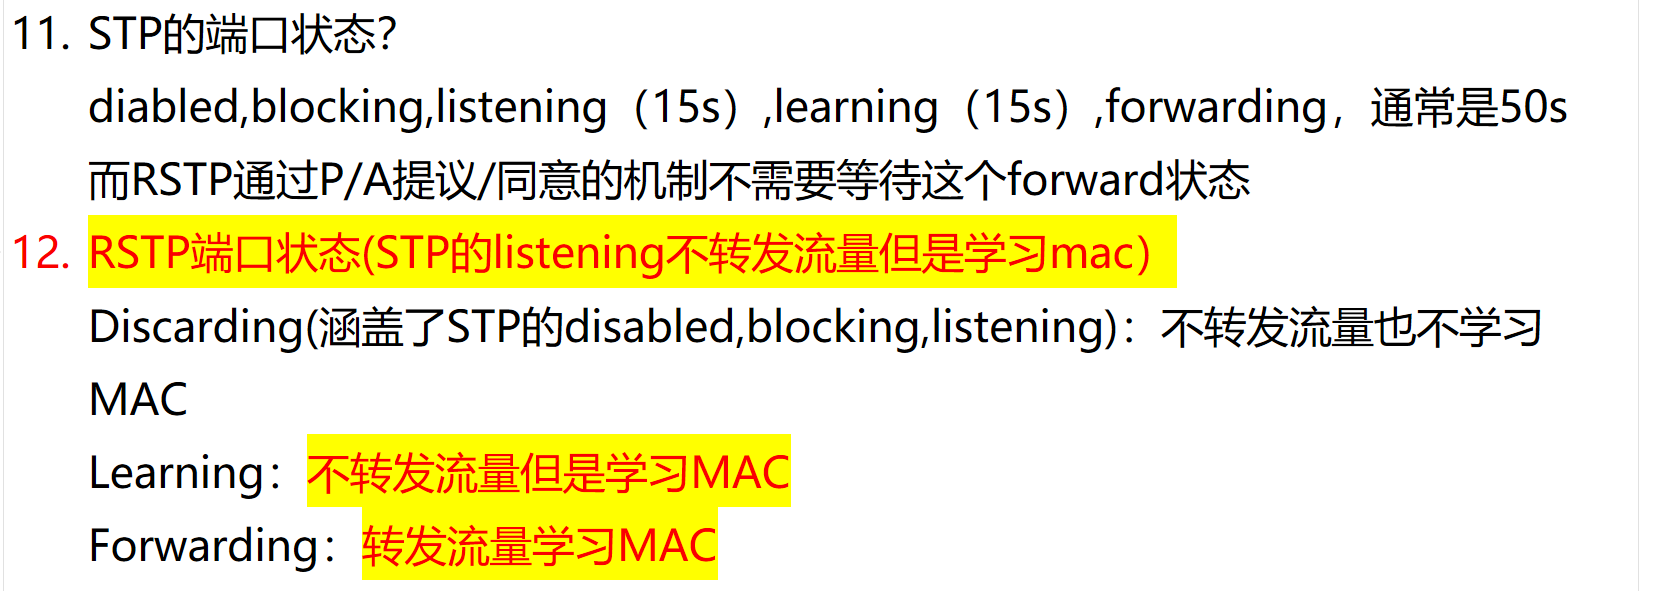 11. STP的端口状态?
diabled,blocking,listening（15s）,learning（15s）,forwarding，通常是50s
而RSTP通过P/A提议/同意的机制不需要等待这个forward状态
12. RSTP端口状态(STP的listening不转发流量但是学习mac）
Discarding(涵盖了STP的disabled,blocking,listening)：不转发流量也不学习
MAC
Learning：不转发流量但是学习MAC
Forwarding：转发流量学习MAC